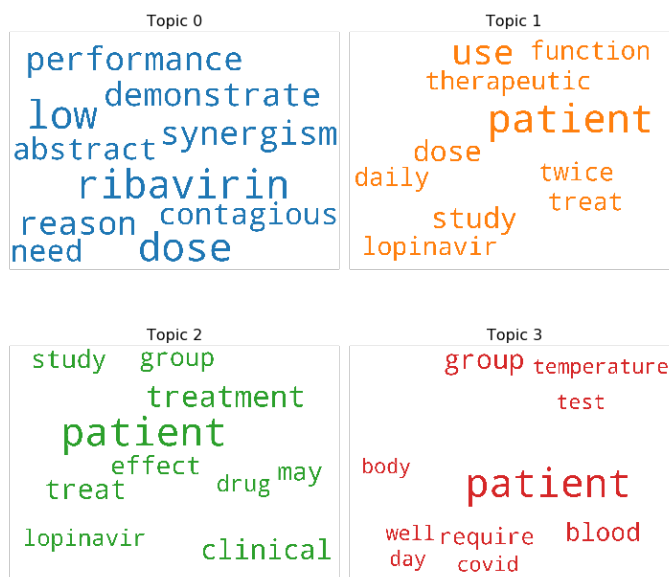 Topic 0
performance
demonstrate
low
synergism
abstract
ribavirin
reason
contagious
need
dose
Topic 1
use
function
therapeutic
patient
dose
daily
twice
treat
study
lopinavir
Topic 2
study
group
treatment
patient
effect
treat
drug
may
lopinavir
clinical
Topic 3
group
temperature
test
body
patient
well
require
blood
day
covid